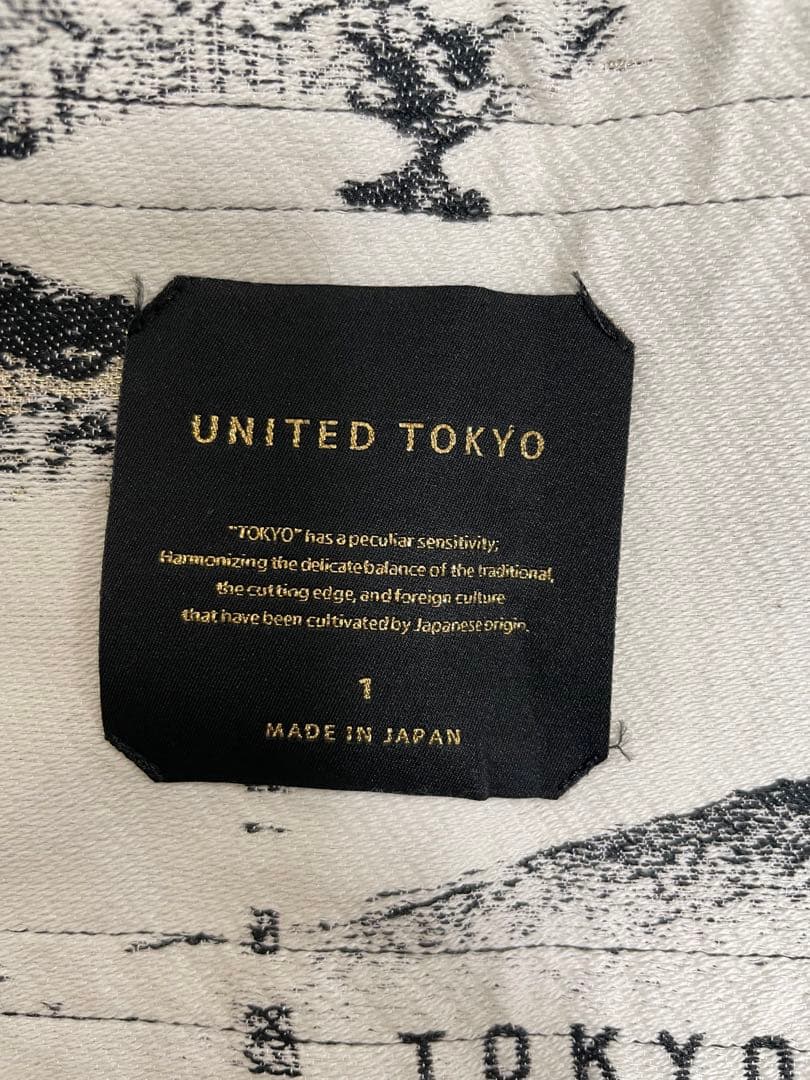 UNITED TOKYO
"TOKYO" has a peculiar sensitivity;
Harmonizing the delicate balance of the traditional,
the cutting edge, and foreign culture
that have been cultivated by Japanese origin.
1
MADE IN JAPAN
TOKYO